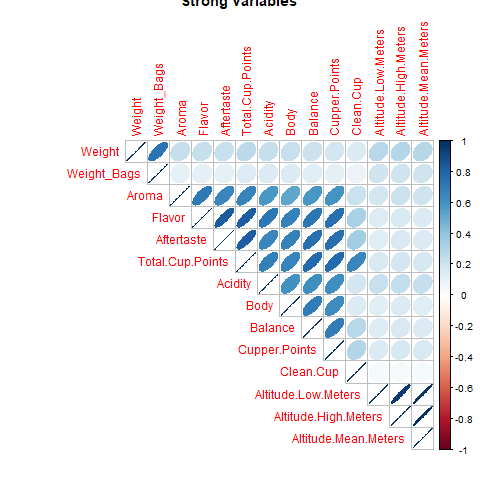 Strong Variables
Weight
Weight_Bags
Aroma
Flavor
Aftertaste
Total.Cup.Points
Acidity
Body
Balance
Cupper.Points
Clean.Cup
Altitude.Low.Meters
Altitude.High.Meters
Altitude.Mean.Meters
Weight
Weight_Bags
Aroma
Flavor
Aftertaste
Total.Cup.Points
Acidity
Body
Balance
Cupper.Points
Clean.Cup
Altitude.Low.Meters
Altitude.High.Meters
Altitude.Mean.Meters
1
0.8
0.6
0.4
0.2
0
-0.2
-0.4
-0.6
-0.8
-1